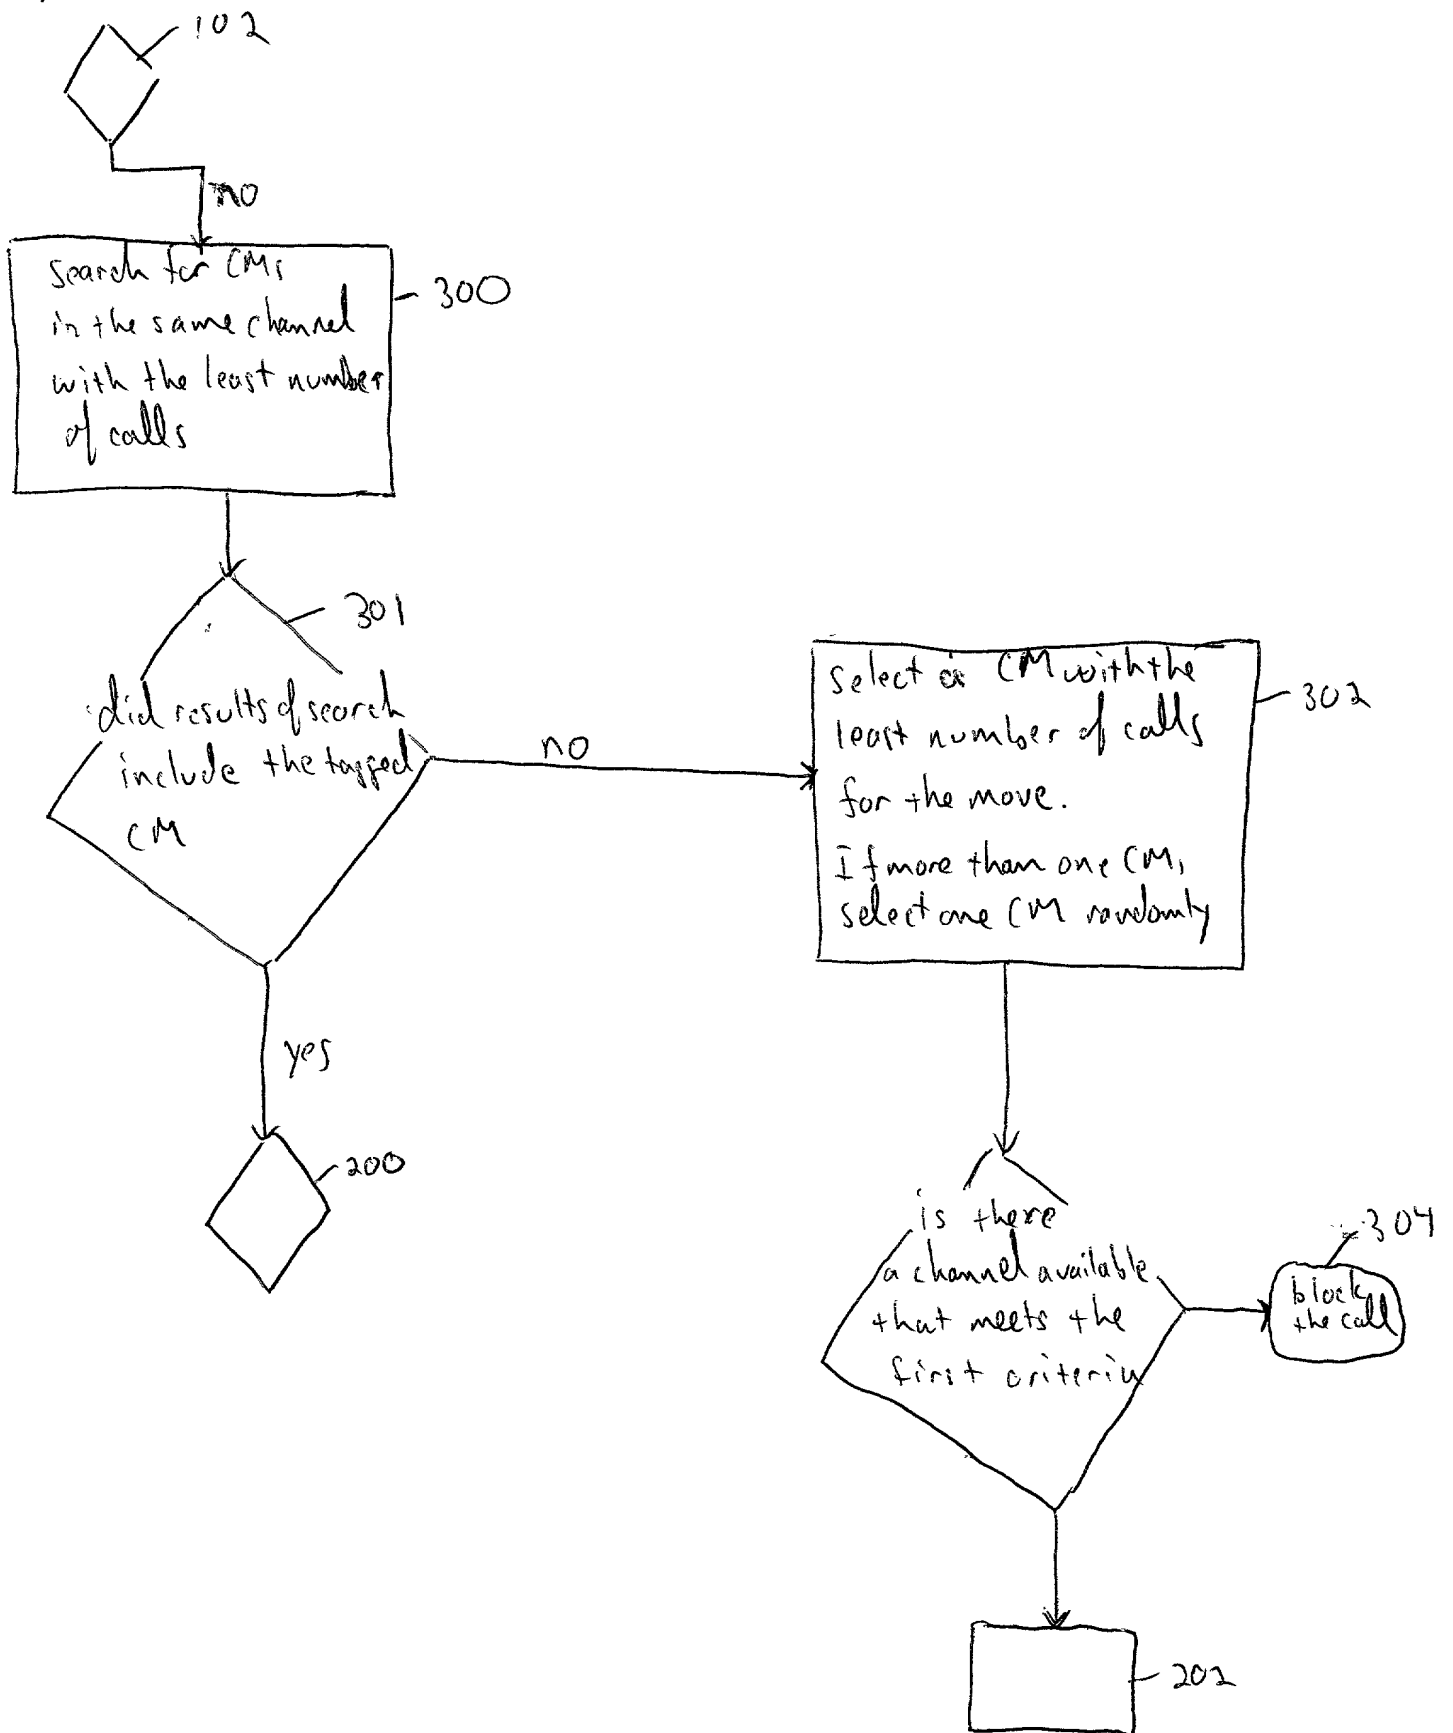 102
no
search for CMs
in the same channel
with the least number
of calls
300
301
did results of search
include the tagged
CM
no
select a CM with the
least number of calls
for the move.
If more than one CM,
select one CM randomly
302
yes
200
is there
a channel available
that meets the
first criteria
304
block
the call
202